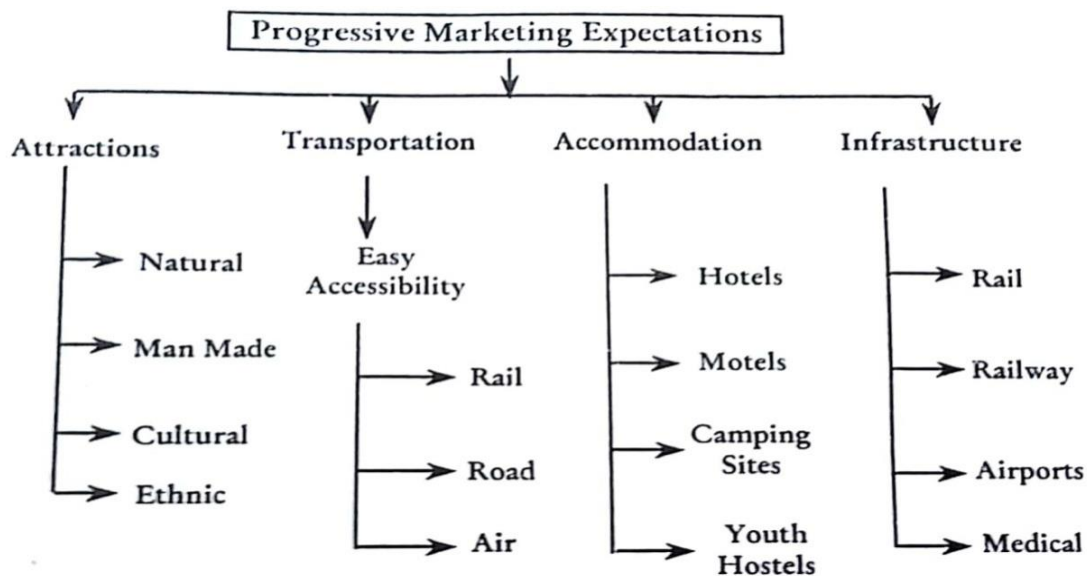 Progressive Marketing Expectations
Attractions
Transportation
Accommodation
Infrastructure
Natural
Man Made
Cultural
Ethnic
Easy
Accessibility
Rail
Road
Air
Hotels
Motels
Camping
Sites
Youth
Hostels
Rail
Railway
Airports
Medical